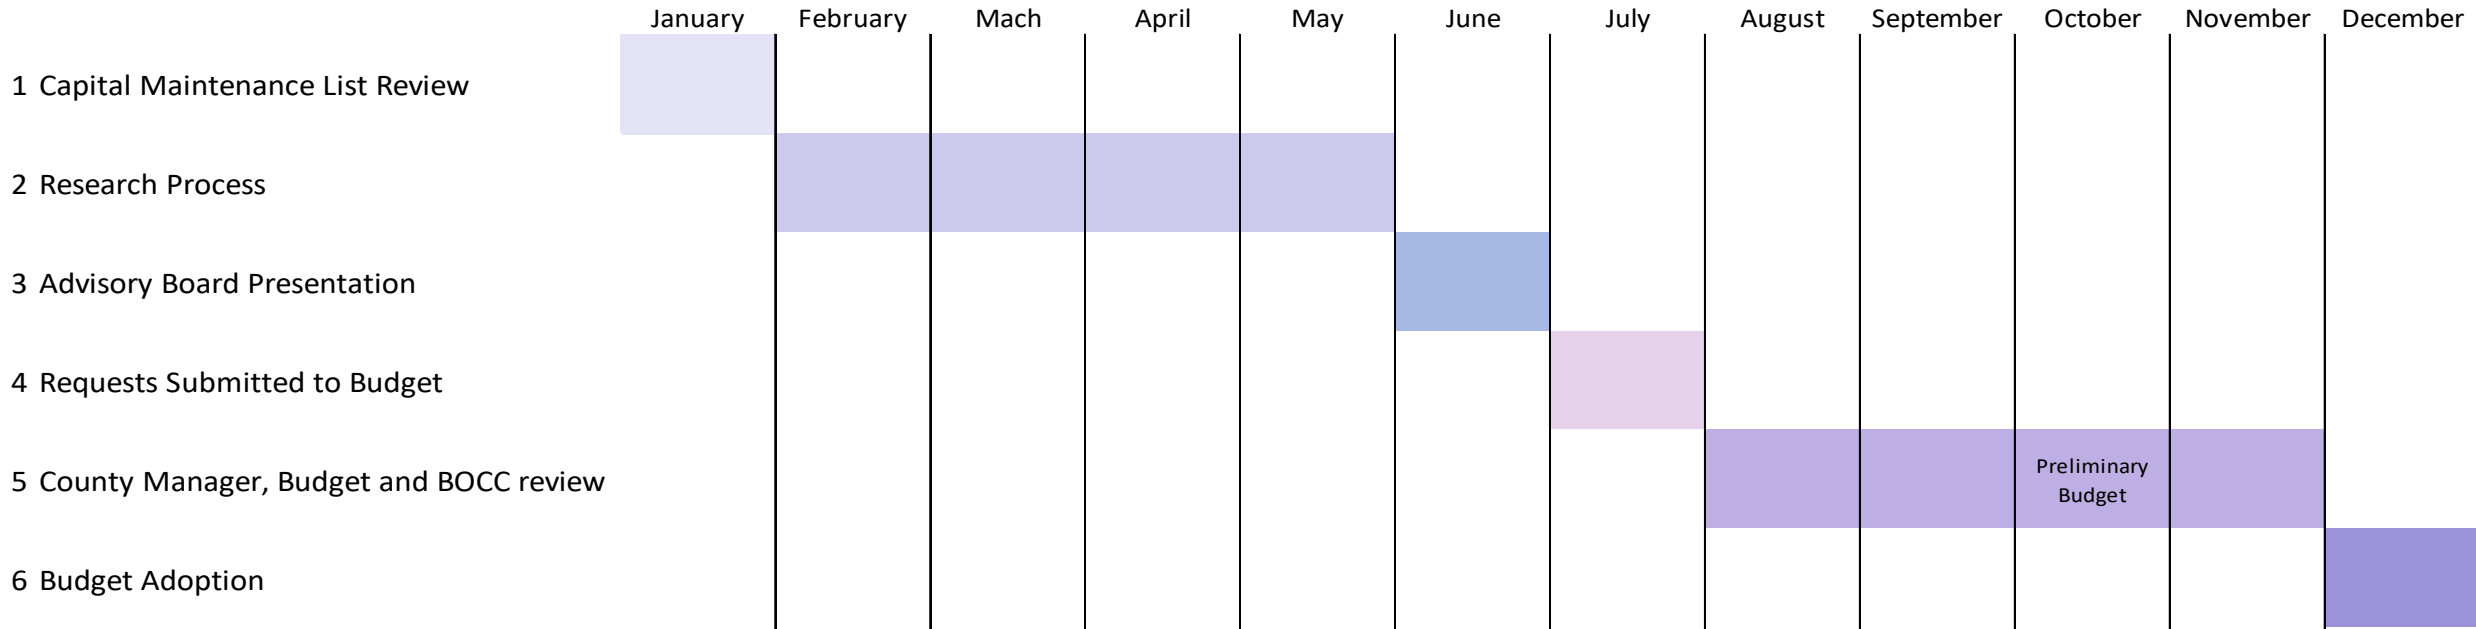 January February Mach April May June July August September October November December
1 Capital Maintenance List Review
2 Research Process
3 Advisory Board Presentation
4 Requests Submitted to Budget
5 County Manager, Budget and BOCC review
Preliminary
Budget
6 Budget Adoption